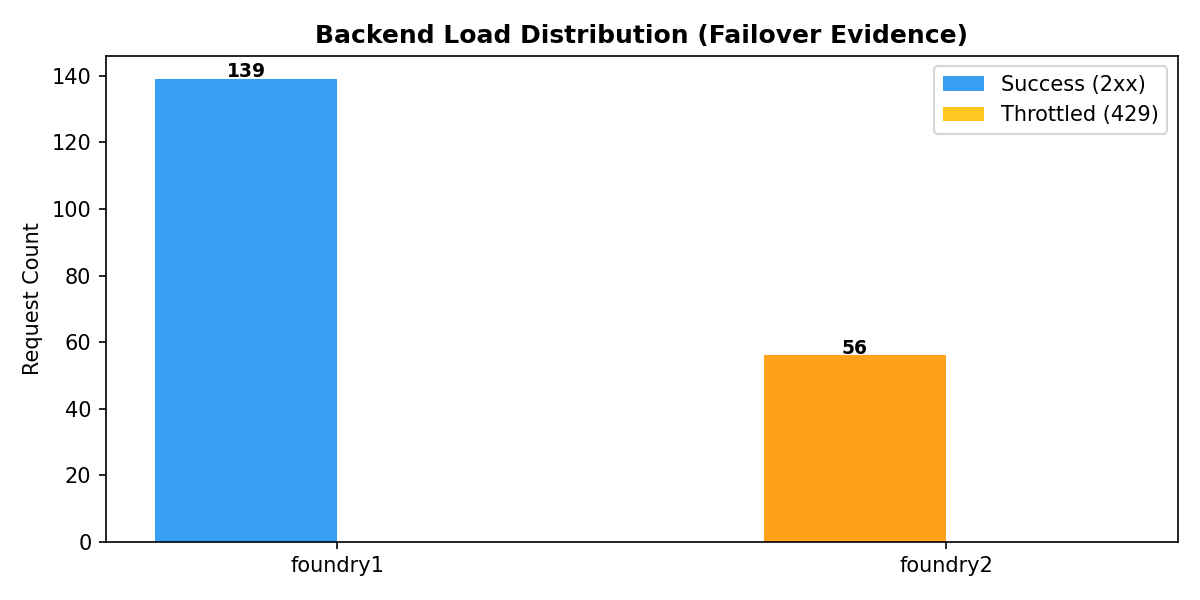 Backend Load Distribution (Failover Evidence)
Success (2xx)
Throttled (429)
Request Count
140
120
100
80
60
40
20
0
139
56
foundry1
foundry2